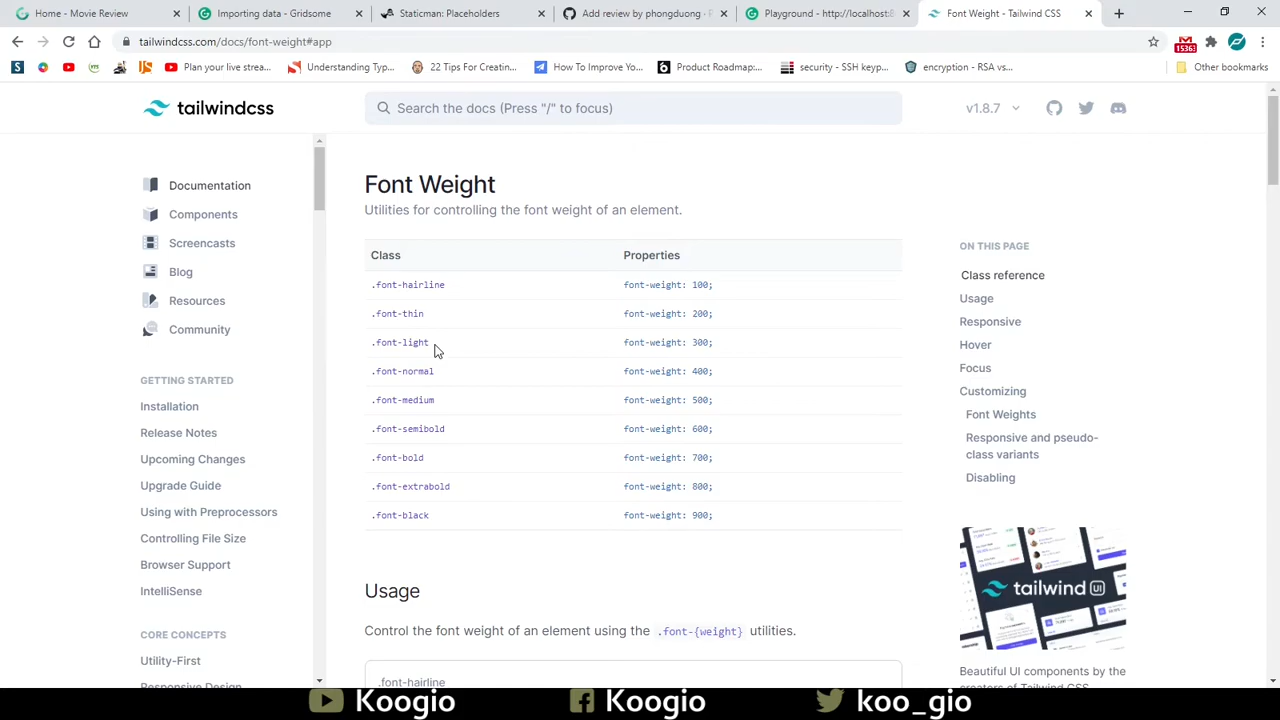 Home - Movie Review
Importing data - Gridsome
Staticman: Placeholders
Add review by phongduong
Playground - http://localhost:8
Font Weight - Tailwind CSS
tailwindcss.com/docs/font-weight#app
15363
Plan your live strea...
Understanding Typ...
22 Tips For Creatin...
How To Improve Yo...
Product Roadmap:...
security - SSH keyp...
encryption - RSA vs...
Other bookmarks
tailwindcss
Search the docs (Press "/" to focus)
v1.8.7
Documentation
Components
Screencasts
Blog
Resources
Community
GETTING STARTED
Installation
Release Notes
Upcoming Changes
Upgrade Guide
Using with Preprocessors
Controlling File Size
Browser Support
IntelliSense
CORE CONCEPTS
Utility-First
Responsive Design
Font Weight
Utilities for controlling the font weight of an element.
Class Properties
.font-hairline font-weight: 100;
.font-thin font-weight: 200;
.font-light font-weight: 300;
.font-normal font-weight: 400;
.font-medium font-weight: 500;
.font-semibold font-weight: 600;
.font-bold font-weight: 700;
.font-extrabold font-weight: 800;
.font-black font-weight: 900;
Usage
Control the font weight of an element using the .font-{weight} utilities.
.font-hairline
ON THIS PAGE
Class reference
Usage
Responsive
Hover
Focus
Customizing
Font Weights
Responsive and pseudo-
class variants
Disabling
tailwind UI
Beautiful UI components by the
creators of Tailwind CSS.
Koogio
Koogio
koo_gio